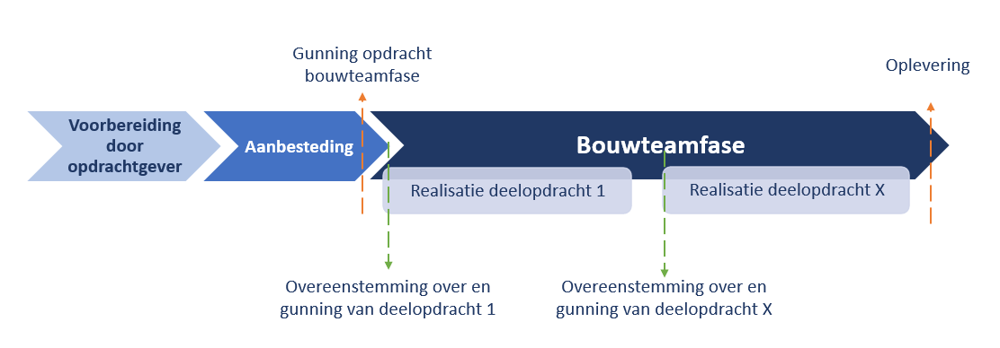 Gunning opdracht
bouwteamfase
Oplevering
Voorbereiding
door
opdrachtgever
Aanbesteding
Bouwteamfase
Realisatie deelopdracht 1
Realisatie deelopdracht X
Overeenstemming over en
gunning van deelopdracht 1
Overeenstemming over en
gunning van deelopdracht X